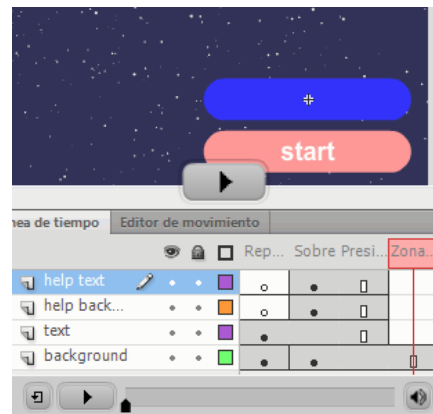 start
nea de tiempo Editor de movimiento
Rep... Sobre Presi... Zona...
help text
help back...
text
background